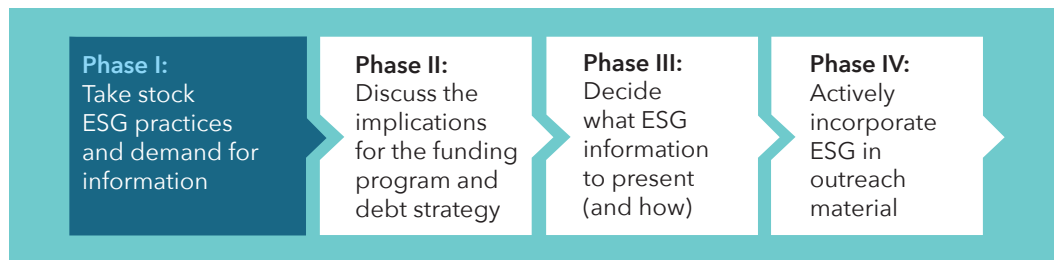 Phase I:
Take stock
ESG practices
and demand for
information
Phase II:
Discuss the
implications
for the funding
program and
debt strategy
Phase III:
Decide
what ESG
information
to present
(and how)
Phase IV:
Actively
incorporate
ESG in
outreach
material